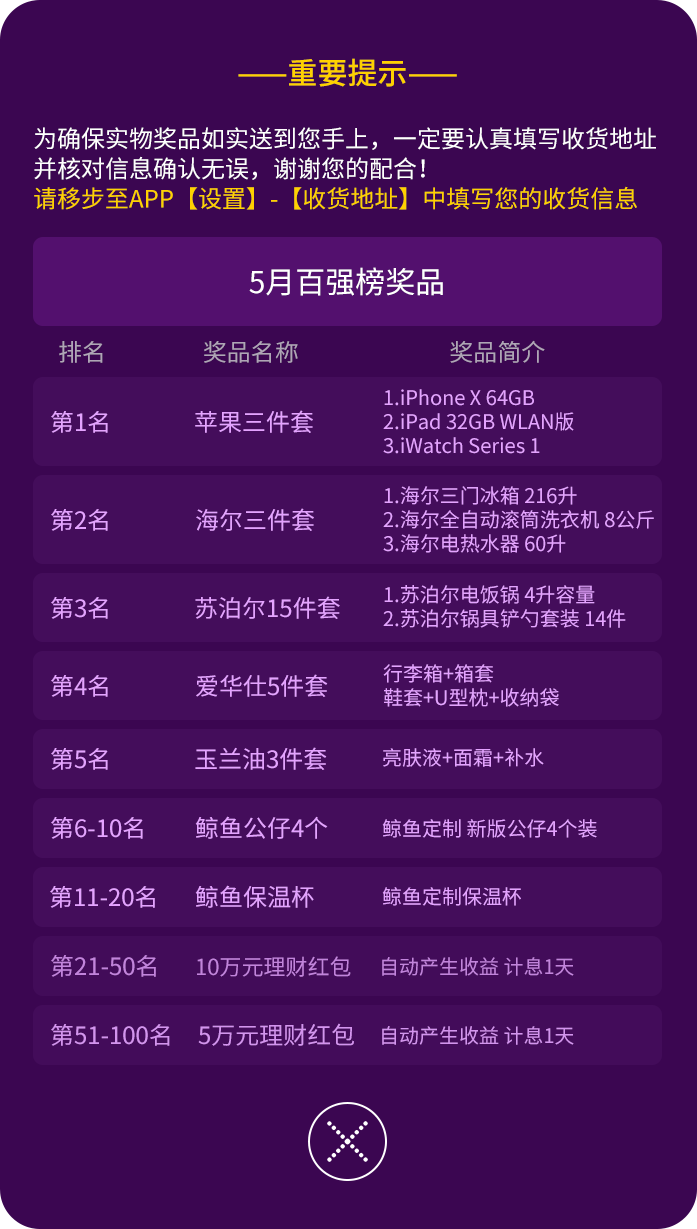 ——重要提示——
为确保实物奖品如实送到您手上，一定要认真填写收货地址
并核对信息确认无误，谢谢您的配合！
请移步至APP【设置】-【收货地址】中填写您的收货信息
5月百强榜奖品
排名 奖品名称 奖品简介
第1名 苹果三件套 1.iPhone X 64GB
2.iPad 32GB WLAN版
3.iWatch Series 1
第2名 海尔三件套 1.海尔三门冰箱 216升
2.海尔全自动滚筒洗衣机 8公斤
3.海尔电热水器 60升
第3名 苏泊尔15件套 1.苏泊尔电饭锅 4升容量
2.苏泊尔锅具铲勺套装 14件
第4名 爱华仕5件套 行李箱+箱套
鞋套+U型枕+收纳袋
第5名 玉兰油3件套 亮肤液+面霜+补水
第6-10名 鲸鱼公仔4个 鲸鱼定制 新版公仔4个装
第11-20名 鲸鱼保温杯 鲸鱼定制保温杯
第21-50名 10万元理财红包 自动产生收益 计息1天
第51-100名 5万元理财红包 自动产生收益 计息1天